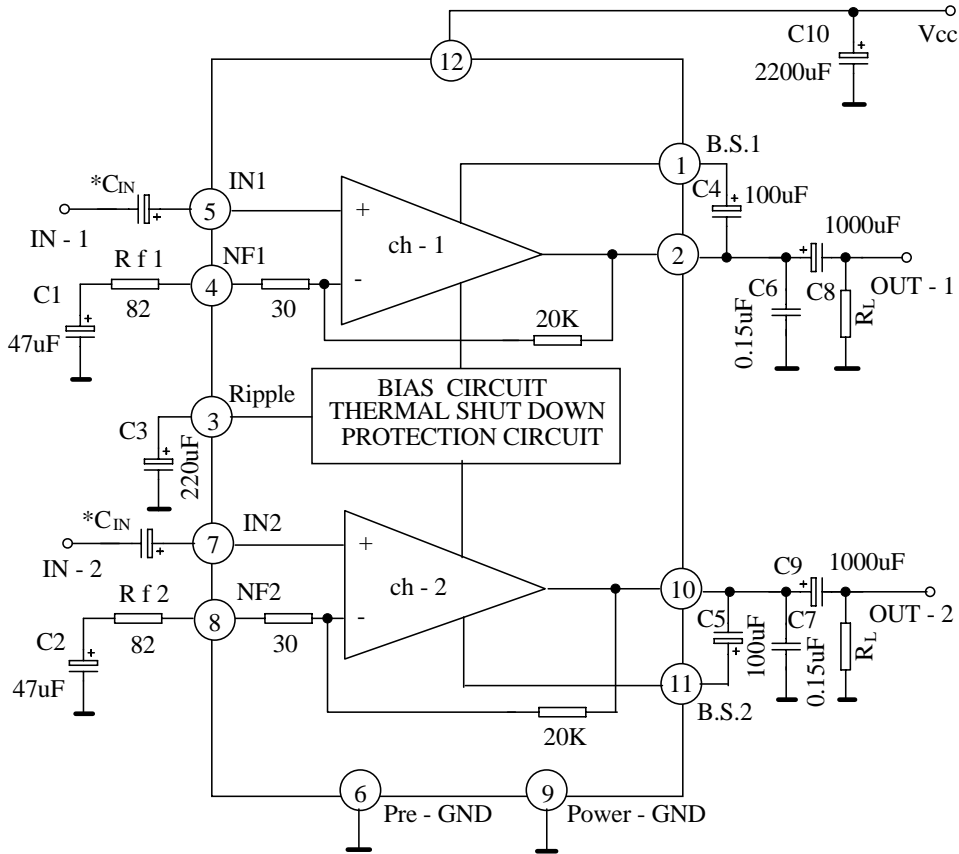 C10
Vcc
12
2200uF
B.S.1
1
C4
100uF
*CIN
IN1
5
+
ch - 1
1000uF
IN - 1
2
R f 1
NF1
C6
C8
OUT - 1
C1
4
-
82
30
0.15uF
RL
47uF
20K
Ripple
BIAS CIRCUIT
THERMAL SHUT DOWN
PROTECTION CIRCUIT
3
C3
220uF
*CIN
IN2
7
+
IN - 2
ch - 2
10
C9
1000uF
R f 2
NF2
8
-
C5
C7
OUT - 2
C2
82
30
100uF
0.15uF
RL
47uF
11
B.S.2
20K
6
Pre - GND
9
Power - GND